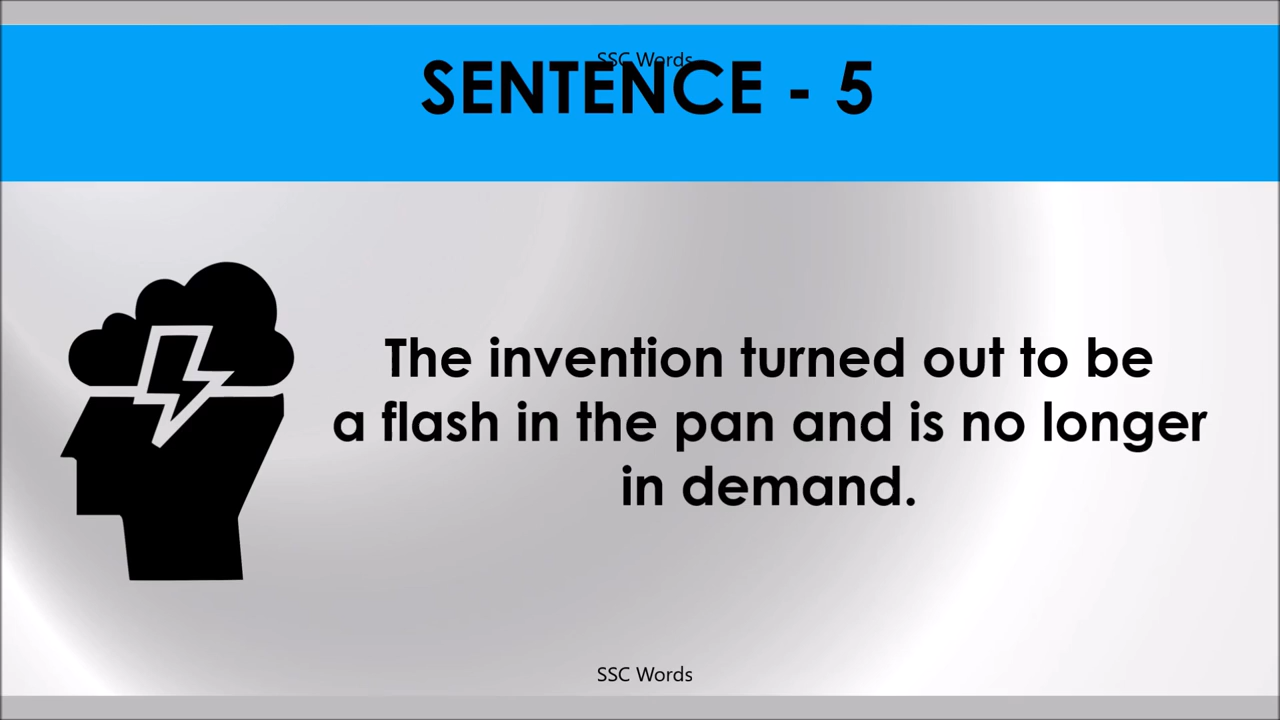 SSC Words
SENTENCE - 5
The invention turned out to be
a flash in the pan and is no longer
in demand.
SSC Words